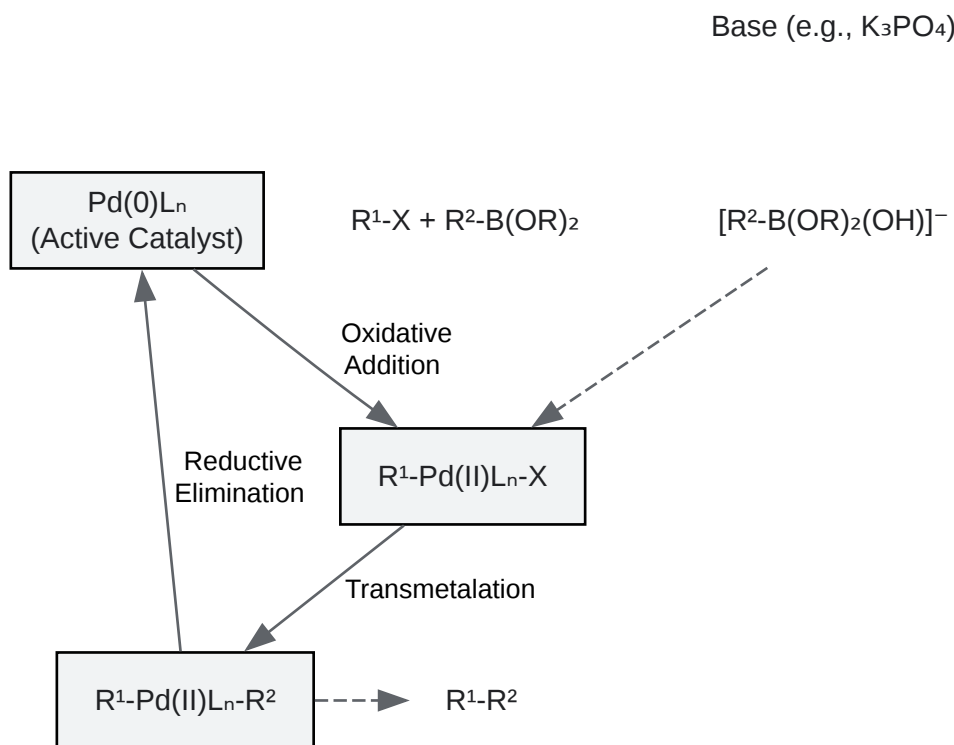 Base (e.g., K₃PO₄)
Pd(0)Lₙ
(Active Catalyst)
R¹-X + R²-B(OR)₂
[R²-B(OR)₂(OH)]⁻
Oxidative
Addition
Reductive
Elimination
R¹-Pd(II)Lₙ-X
Transmetalation
R¹-Pd(II)Lₙ-R²
R¹-R²